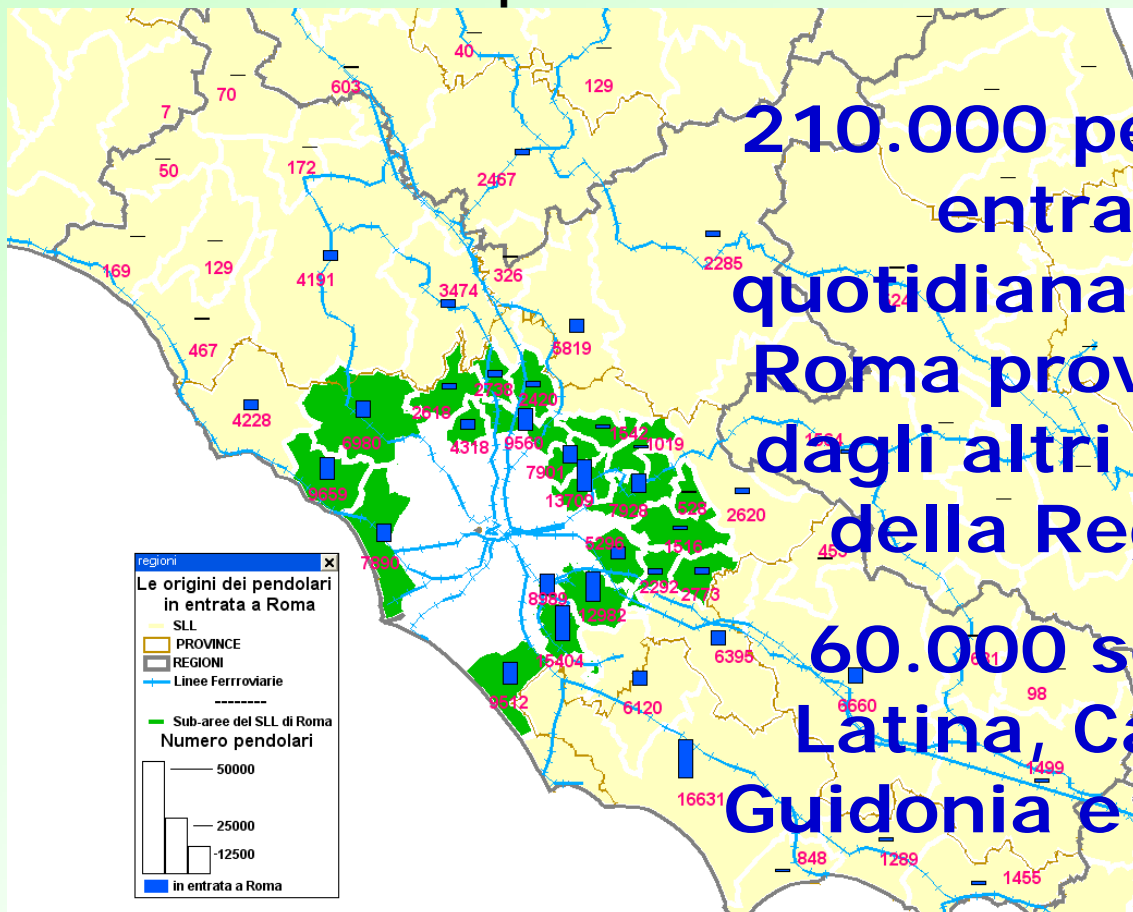 40
603
70
129
7
210.000 pe
50
172
2467
entra
169
129
4191
326
2285
quotidiana
3474
467
5819
Roma prov
2738
2618
2420
4228
6980
4318
9560
1542
1019
7901
dagli altri
9659
13709
7928
528
2620
della Re
7890
5296
1516
453
2292
2773
8989
12982
15404
6395
60.000 s
631
9512
6120
6660
98
Latina, Ca
1499
16631
Guidonia e
848
1289
1455
regioni
Le origini dei pendolari
in entrata a Roma
SLL
PROVINCE
REGIONI
Linee Ferrroviarie
--------
Sub-aree del SLL di Roma
Numero pendolari
50000
25000
12500
in entrata a Roma